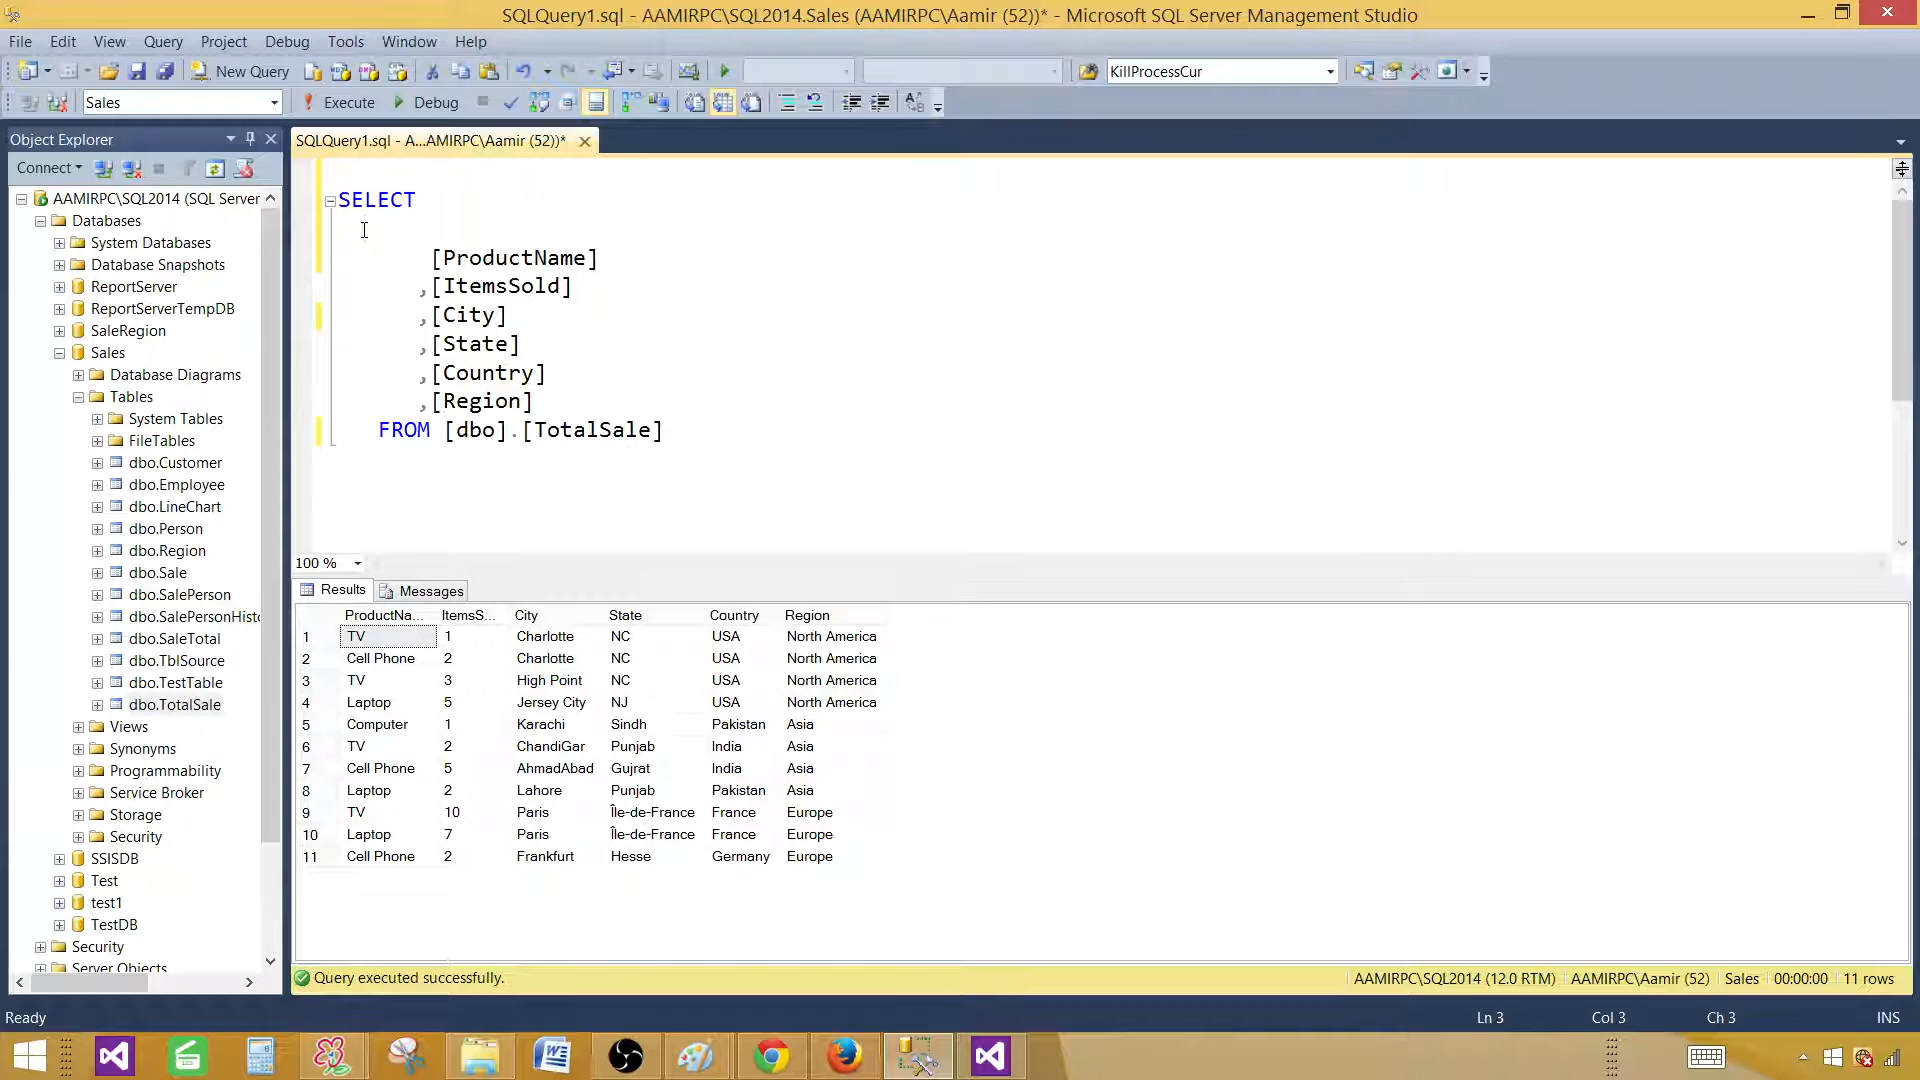 SQLQuery1.sql - AAMIRPC\SQL2014.Sales (AAMIRPC\Aamir (52))* - Microsoft SQL Server Management Studio
File Edit View Query Project Debug Tools Window Help
New Query KillProcessCur
Sales Execute Debug
Object Explorer
SQLQuery1.sql - A...AMIRPC\Aamir (52))*
Connect
AAMIRPC\SQL2014 (SQL Server
Databases
System Databases
Database Snapshots
ReportServer
ReportServerTempDB
SaleRegion
Sales
Database Diagrams
Tables
System Tables
FileTables
dbo.Customer
dbo.Employee
dbo.LineChart
dbo.Person
dbo.Region
dbo.Sale
dbo.SalePerson
dbo.SalePersonHisto
dbo.SaleTotal
dbo.TblSource
dbo.TestTable
dbo.TotalSale
Views
Synonyms
Programmability
Service Broker
Storage
Security
SSISDB
Test
test1
TestDB
Security
Server Objects
SELECT
[ProductName]
,[ItemsSold]
,[City]
,[State]
,[Country]
,[Region]
FROM [dbo].[TotalSale]
100 %
Results Messages
ProductNa... ItemsS... City State Country Region
1 TV 1 Charlotte NC USA North America
2 Cell Phone 2 Charlotte NC USA North America
3 TV 3 High Point NC USA North America
4 Laptop 5 Jersey City NJ USA North America
5 Computer 1 Karachi Sindh Pakistan Asia
6 TV 2 ChandiGar Punjab India Asia
7 Cell Phone 5 AhmadAbad Gujrat India Asia
8 Laptop 2 Lahore Punjab Pakistan Asia
9 TV 10 Paris Île-de-France France Europe
10 Laptop 7 Paris Île-de-France France Europe
11 Cell Phone 2 Frankfurt Hesse Germany Europe
Query executed successfully. AAMIRPC\SQL2014 (12.0 RTM) AAMIRPC\Aamir (52) Sales 00:00:00 11 rows
Ready Ln 3 Col 3 Ch 3 INS